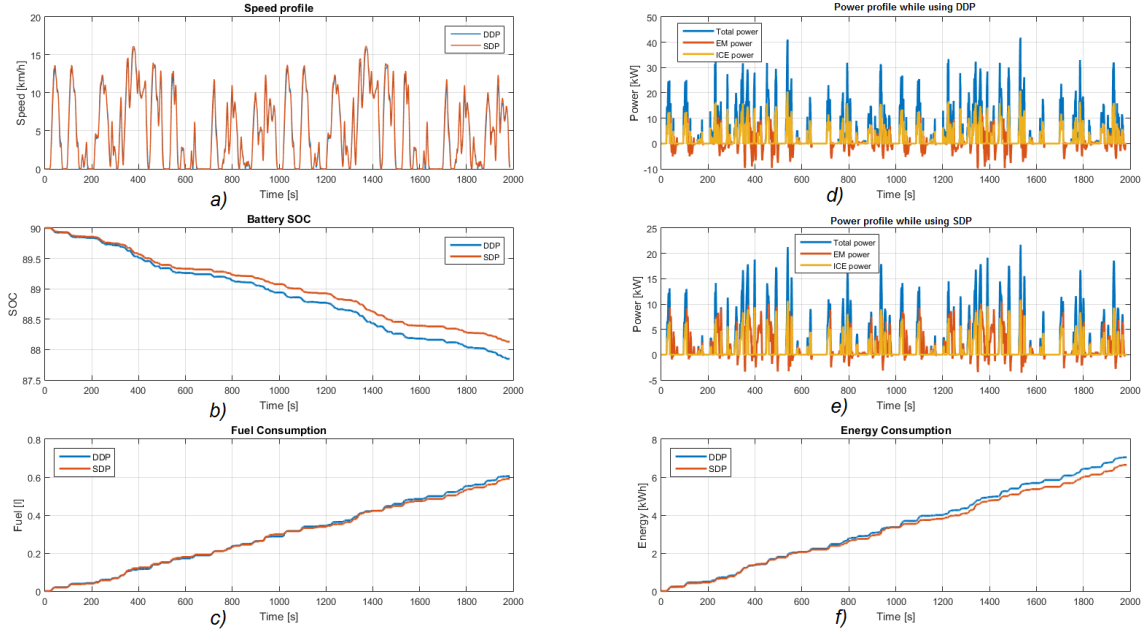 Speed profile
DDP
SDP
Speed [km/h]
20
15
10
5
0
0 200 400 600 800 1000 1200 1400 1600 1800 2000
Time [s]
a)
Battery SOC
DDP
SDP
SOC
90
89.5
89
88.5
88
87.5
0 200 400 600 800 1000 1200 1400 1600 1800 2000
Time [s]
b)
Fuel Consumption
DDP
SDP
Fuel [l]
0.8
0.6
0.4
0.2
0
0 200 400 600 800 1000 1200 1400 1600 1800 2000
Time [s]
c)
Power profile while using DDP
Total power
EM power
ICE power
Power [kW]
50
40
30
20
10
0
-10
0 200 400 600 800 1000 1200 1400 1600 1800 2000
Time [s]
d)
Power profile while using SDP
Total power
EM power
ICE power
Power [kW]
25
20
15
10
5
0
-5
0 200 400 600 800 1000 1200 1400 1600 1800 2000
Time [s]
e)
Energy Consumption
DDP
SDP
Energy [kWh]
8
6
4
2
0
0 200 400 600 800 1000 1200 1400 1600 1800 2000
Time [s]
f)